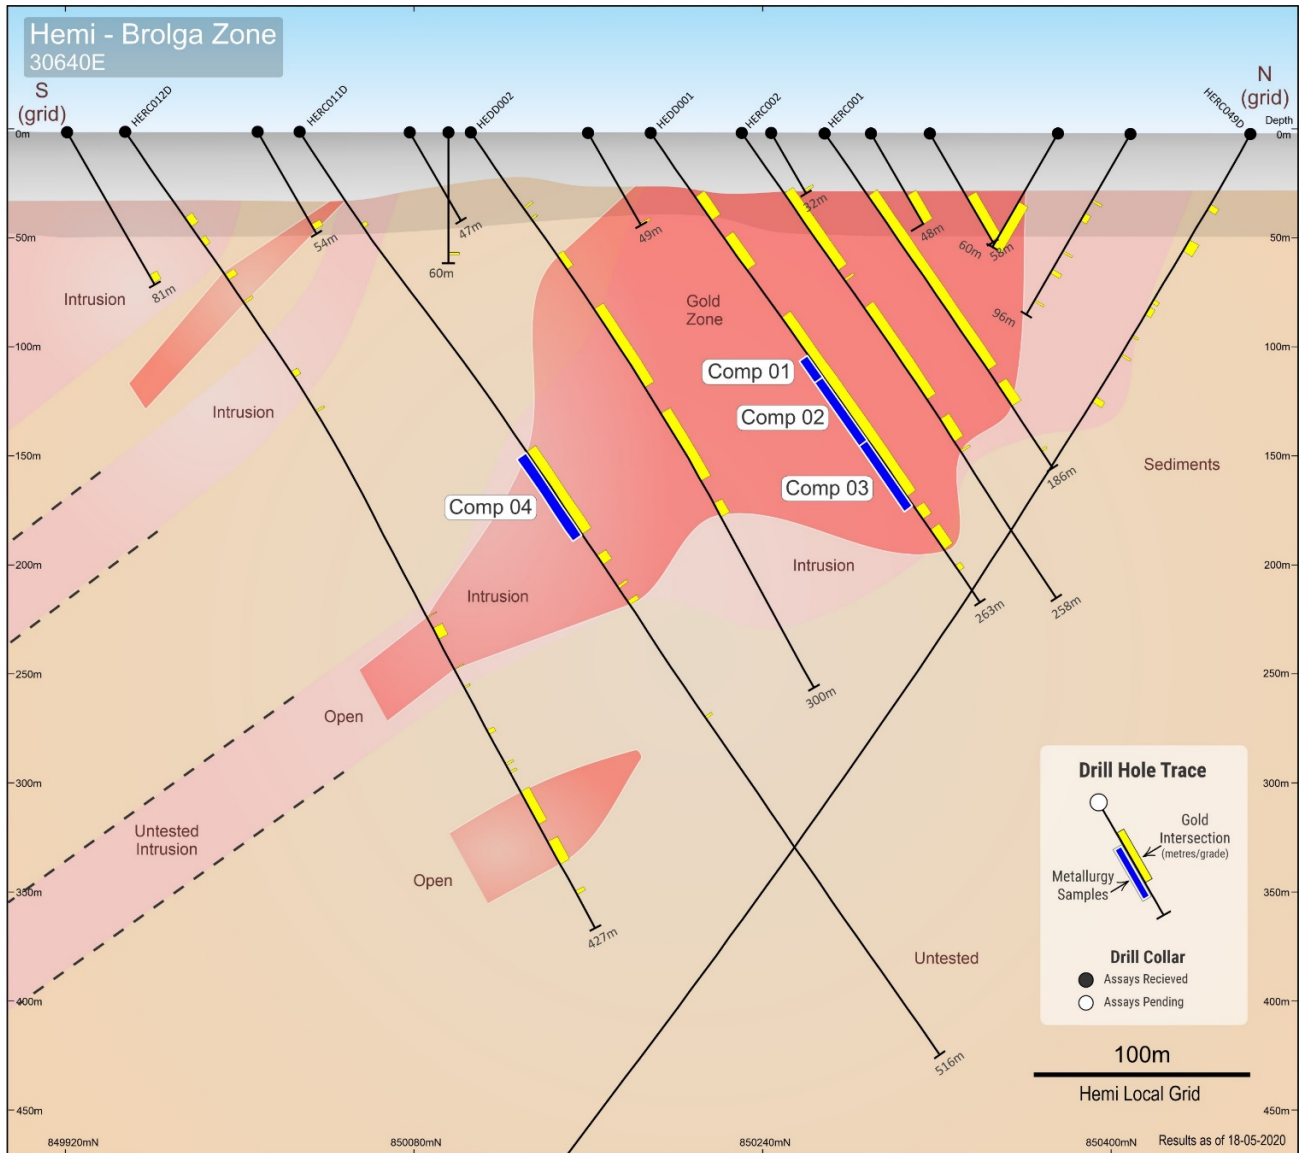 Hemi - Brolga Zone
30640E
S
(grid)
N
(grid)
HERC012D
HERC011D
HEDD002
HEDD001
HERC002
HERC001
HERC049D
Depth
0m
0m
32m
47m
49m
48m
54m
60m
60m
58m
50m
50m
81m
Intrusion
Gold
Zone
96m
100m
100m
Comp 01
Intrusion
Comp 02
150m
150m
Sediments
186m
Comp 03
Comp 04
200m
200m
Intrusion
Intrusion
263m
258m
250m
250m
300m
Open
300m
300m
Untested
Intrusion
Open
350m
350m
427m
Untested
400m
400m
516m
450m
450m
Drill Hole Trace
Gold
Intersection
(metres/grade)
Metallurgy
Samples
Drill Collar
Assays Recieved
Assays Pending
100m
Hemi Local Grid
849920mN
850080mN
850240mN
850400mN
Results as of 18-05-2020